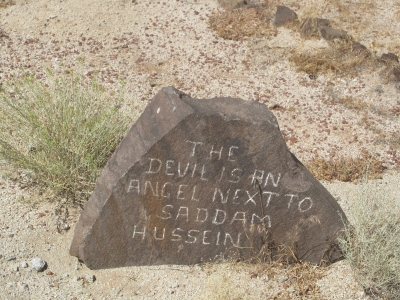 THE
DEVIL IS AN
ANGEL NEXT TO
SADDAM
HUSSEIN